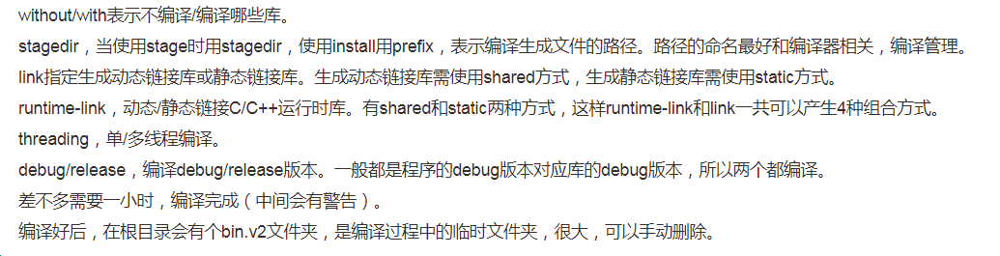 without/with表示不编译/编译哪些库。
stagedir，当使用stage时用stagedir，使用install用prefix，表示编译生成文件的路径。路径的命名最好和编译器相关，编译管理。
link指定生成动态链接库或静态链接库。生成动态链接库需使用shared方式，生成静态链接库需使用static方式。
runtime-link，动态/静态链接C/C++运行时库。有shared和static两种方式，这样runtime-link和link一共可以产生4种组合方式。
threading，单/多线程编译。
debug/release，编译debug/release版本。一般都是程序的debug版本对应库的debug版本，所以两个都编译。
差不多需要一小时，编译完成（中间会有警告）。
编译好后，在根目录会有个bin.v2文件夹，是编译过程中的临时文件夹，很大，可以手动删除。